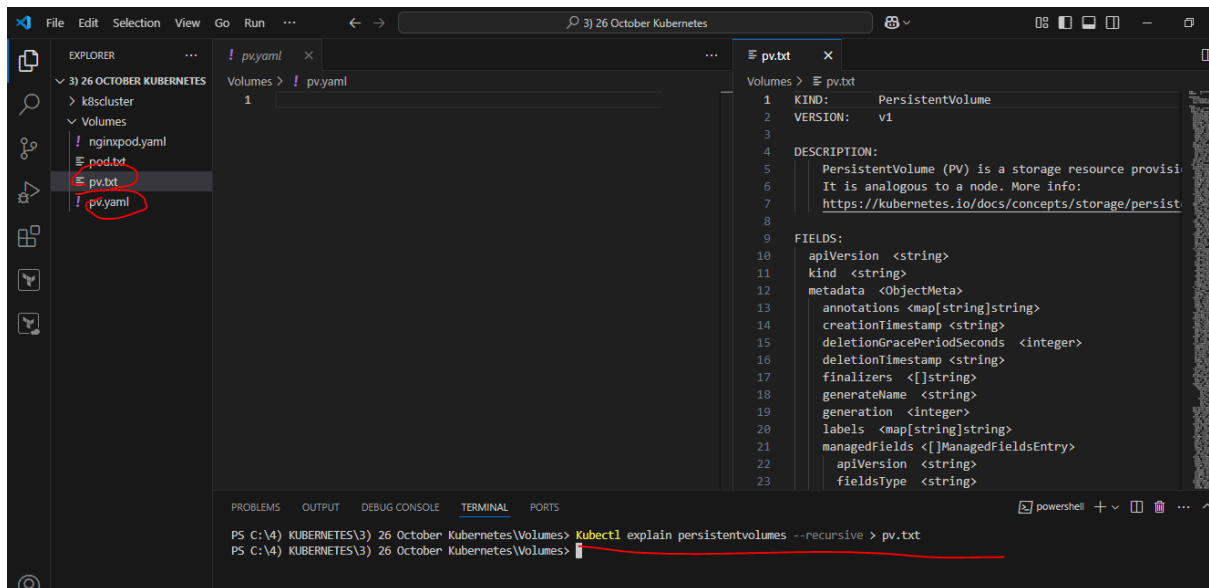 File Edit Selection View Go Run ··· ← → 3) 26 October Kubernetes
EXPLORER ···
3) 26 OCTOBER KUBERNETES
> k8scluster
Volumes
! nginxpod.yaml
pod.txt
pv.txt
! pv.yaml
! pv.yaml × ···
Volumes > ! pv.yaml
1
pv.txt ×
Volumes > pv.txt
1 KIND: PersistentVolume
2 VERSION: v1
3
4 DESCRIPTION:
5 PersistentVolume (PV) is a storage resource provisi
6 It is analogous to a node. More info:
7 https://kubernetes.io/docs/concepts/storage/persist
8
9 FIELDS:
10 apiVersion <string>
11 kind <string>
12 metadata <ObjectMeta>
13 annotations <map[string]string>
14 creationTimestamp <string>
15 deletionGracePeriodSeconds <integer>
16 deletionTimestamp <string>
17 finalizers <[]string>
18 generateName <string>
19 generation <integer>
20 labels <map[string]string>
21 managedFields <[]ManagedFieldsEntry>
22 apiVersion <string>
23 fieldsType <string>
PROBLEMS OUTPUT DEBUG CONSOLE TERMINAL PORTS powershell + ···
PS C:\4) KUBERNETES\3) 26 October Kubernetes\Volumes> Kubectl explain persistentvolumes --recursive > pv.txt
PS C:\4) KUBERNETES\3) 26 October Kubernetes\Volumes>